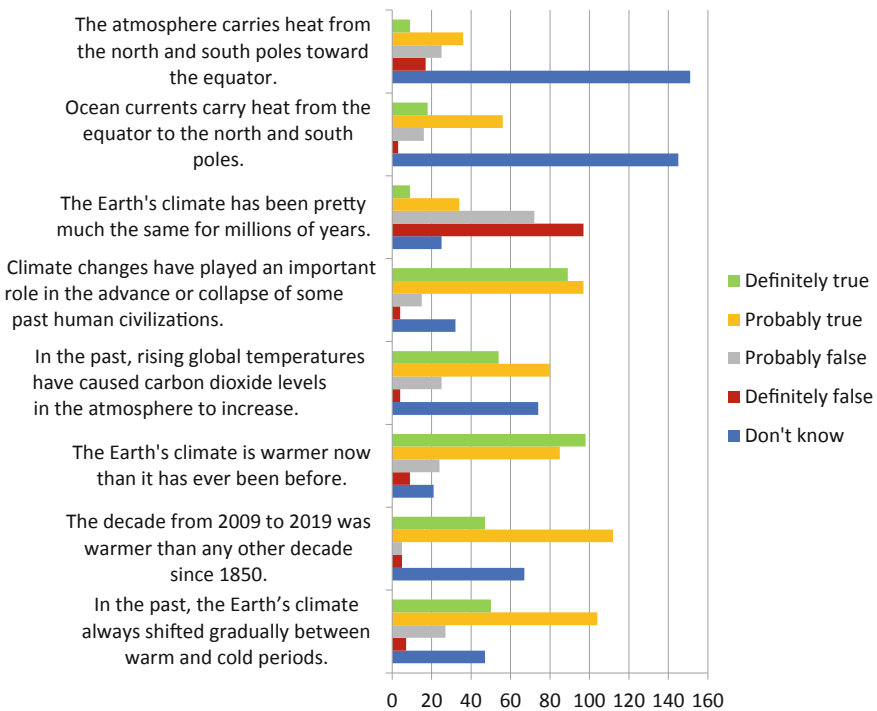 The atmosphere carries heat from
the north and south poles toward
the equator.
Ocean currents carry heat from the
equator to the north and south
poles.
The Earth's climate has been pretty
much the same for millions of years.
Climate changes have played an important
role in the advance or collapse of some
past human civilizations.
In the past, rising global temperatures
have caused carbon dioxide levels
in the atmosphere to increase.
The Earth's climate is warmer now
than it has ever been before.
The decade from 2009 to 2019 was
warmer than any other decade
since 1850.
In the past, the Earth’s climate
always shifted gradually between
warm and cold periods.
0 20 40 60 80 100 120 140 160
Definitely true
Probably true
Probably false
Definitely false
Don't know